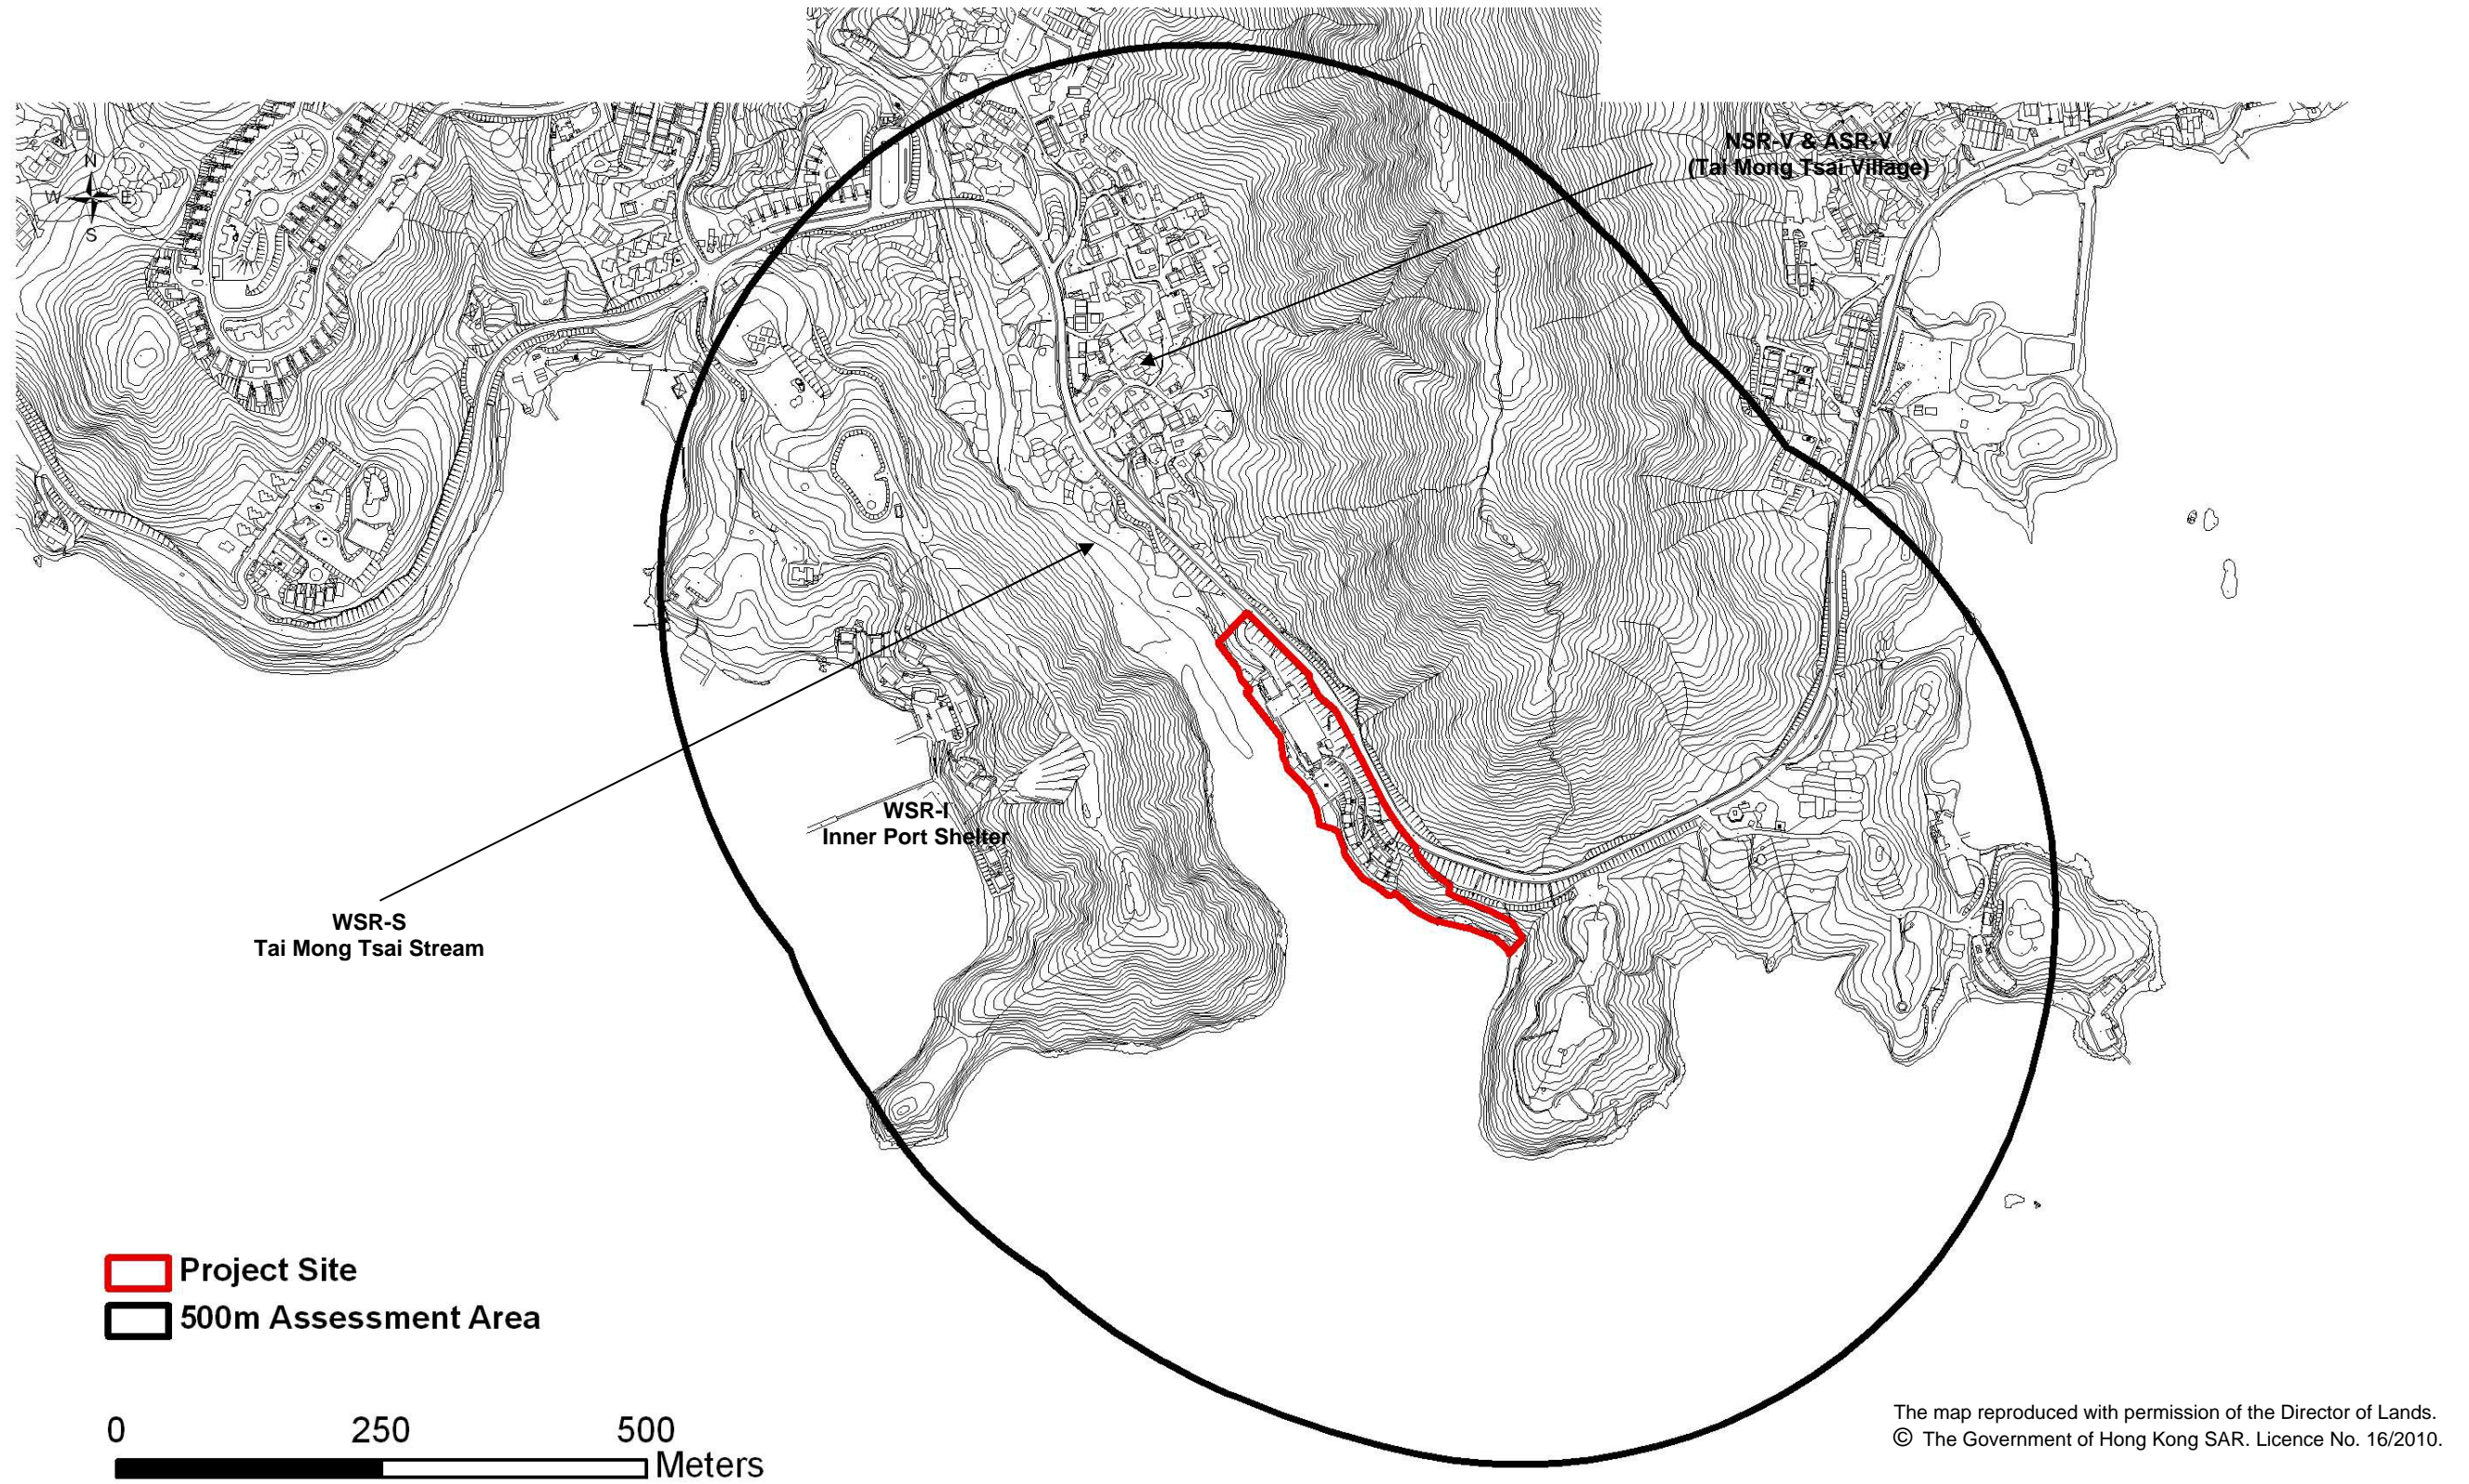 N
W E
S
NSR-V & ASR-V
(Tai Mong Tsai Village)
WSR-I
Inner Port Shelter
WSR-S
Tai Mong Tsai Stream
Project Site
500m Assessment Area
0 250 500
Meters
The map reproduced with permission of the Director of Lands.
© The Government of Hong Kong SAR. Licence No. 16/2010.